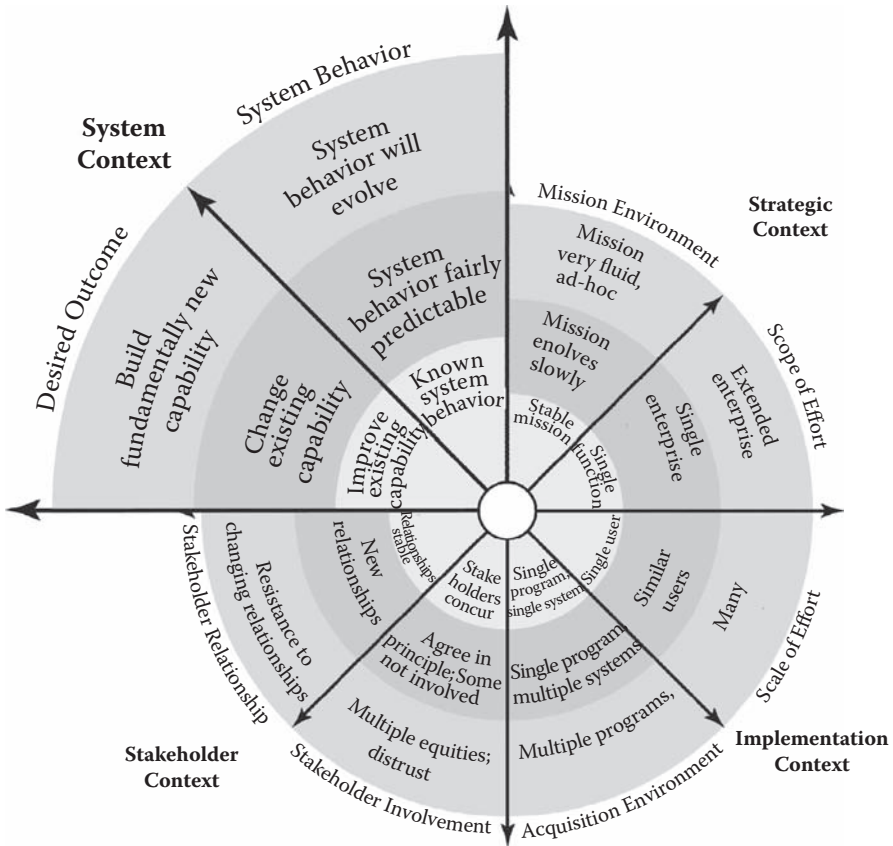 System Behavior
System
Context
System
behavior will
evolve
Mission Environment
Strategic
Context
Mission
very fluid,
ad-hoc
Desired Outcome
Build
fundamentally new
capability
System
behavior fairly
predictable
Mission
enolves
slowly
Scope of Effort
Extended
enterprise
Change
existing
capability
Known
system
behavior
Single
enterprise
Improve
existing
capability
Stable
mission
Single
function
function
Relationships
stable
Stake
holders
concur
Single
program,
single system
Single user
New
relationships
Similar
users
Many
Stakeholder Relationship
Resistance to
changing relationships
Agree in
principle; Some
not involved
Single program,
multiple systems
Scale of Effort
Multiple equities;
distrust
Multiple programs,
Stakeholder
Context
Stakeholder Involvement
Acquisition Environment
Implementation
Context